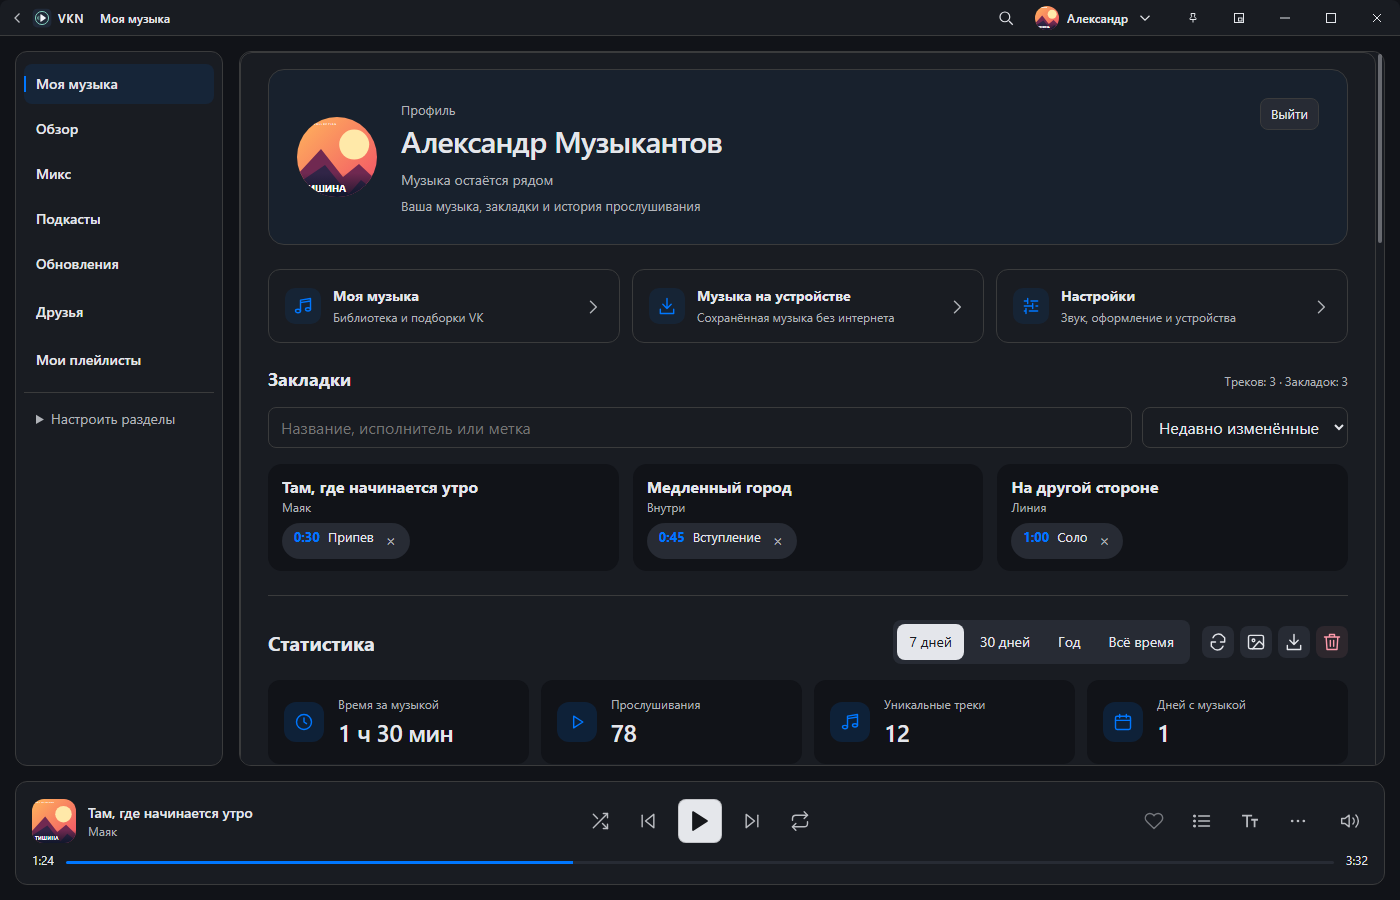 VKN Моя музыка Александр
Моя музыка
Обзор
Микс
Подкасты
Обновления
Друзья
Мои плейлисты
Настроить разделы
Профиль
Александр Музыкантов
Музыка остаётся рядом
Ваша музыка, закладки и история прослушивания
Выйти
Моя музыка
Библиотека и подборки VK
Музыка на устройстве
Сохранённая музыка без интернета
Настройки
Звук, оформление и устройства
Закладки
Треков: 3 · Закладок: 3
Название, исполнитель или метка
Недавно изменённые
Там, где начинается утро
Маяк
0:30 Припев ×
Медленный город
Внутри
0:45 Вступление ×
На другой стороне
Линия
1:00 Соло ×
Статистика
7 дней 30 дней Год Всё время
Время за музыкой
1 ч 30 мин
Прослушивания
78
Уникальные треки
12
Дней с музыкой
1
Там, где начинается утро
Маяк
1:24
3:32
ТИШИНА